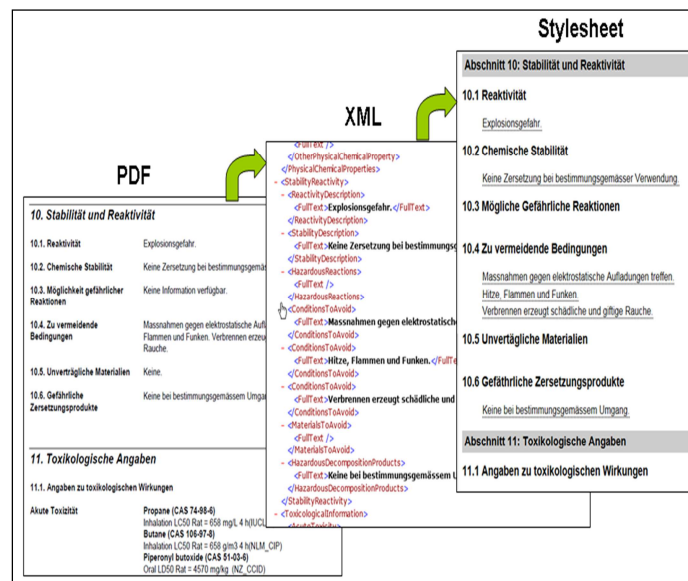 Stylesheet
XML
PDF
10. Stabilität und Reaktivität
10.1. Reaktivität Explosionsgefahr.
10.2. Chemische Stabilität Keine Zersetzung bei
10.3. Möglichkeit gefährlicher Keine Information verfügbar.
Reaktionen
10.4. Zu vermeidende Massnahmen gegen elektrostatische
Bedingungen Flammen und Funken. Verbrennen
Rauche.
10.5. Unverträgliche Materialien Keine.
10.6. Gefährliche Keine bei bestimmungsgemässem
Zersetzungsprodukte
11. Toxikologische Angaben
11.1. Angaben zu toxikologischen Wirkungen
Akute Toxizität Propane (CAS 74-98-6)
Inhalation LC50 Rat = 658 mg/L 4 h
Butane (CAS 106-97-8)
Inhalation LC50 Rat = 658 g/m3 4 h(NLM_CIP)
Piperonyl butoxide (CAS 51-03-6)
Oral LD50 Rat = 4570 mg/kg (NZ_CCID)
<FullText />
</OtherPhysicalChemicalProperty>
</PhysicalChemicalProperties>
- <StabilityReactivity>
- <ReactivityDescription>
<FullText>Explosionsgefahr.</FullText>
</ReactivityDescription>
- <StabilityDescription>
<FullText>Keine Zersetzung bei
</StabilityDescription>
- <HazardousReactions>
<FullText />
</HazardousReactions>
<ConditionsToAvoid>
<FullText>Massnahmen gegen
</ConditionsToAvoid>
- <ConditionsToAvoid>
<FullText>Hitze, Flammen und Funken.
</ConditionsToAvoid>
- <ConditionsToAvoid>
<FullText>Verbrennen erzeugt schädliche und
</ConditionsToAvoid>
- <MaterialsToAvoid>
<FullText />
</MaterialsToAvoid>
- <HazardousDecompositionProducts>
<FullText>Keine bei bestimmungsgemässem
</HazardousDecompositionProducts>
</StabilityReactivity>
- <ToxicologicalInformation>
Abschnitt 10: Stabilität und Reaktivität
10.1 Reaktivität
Explosionsgefahr.
10.2 Chemische Stabilität
Keine Zersetzung bei bestimmungsgemässer Verwendung.
10.3 Mögliche Gefährliche Reaktionen
10.4 Zu vermeidende Bedingungen
Massnahmen gegen elektrostatische Aufladungen treffen.
Hitze, Flammen und Funken.
Verbrennen erzeugt schädliche und giftige Rauche.
10.5 Unvertägliche Materialien
10.6 Gefäthrliche Zersetzungsprodukte
Keine bei bestimmungsgemässem Umgang.
Abschnitt 11: Toxikologische Angaben
11.1 Angaben zu toxikologischen Wirkungen